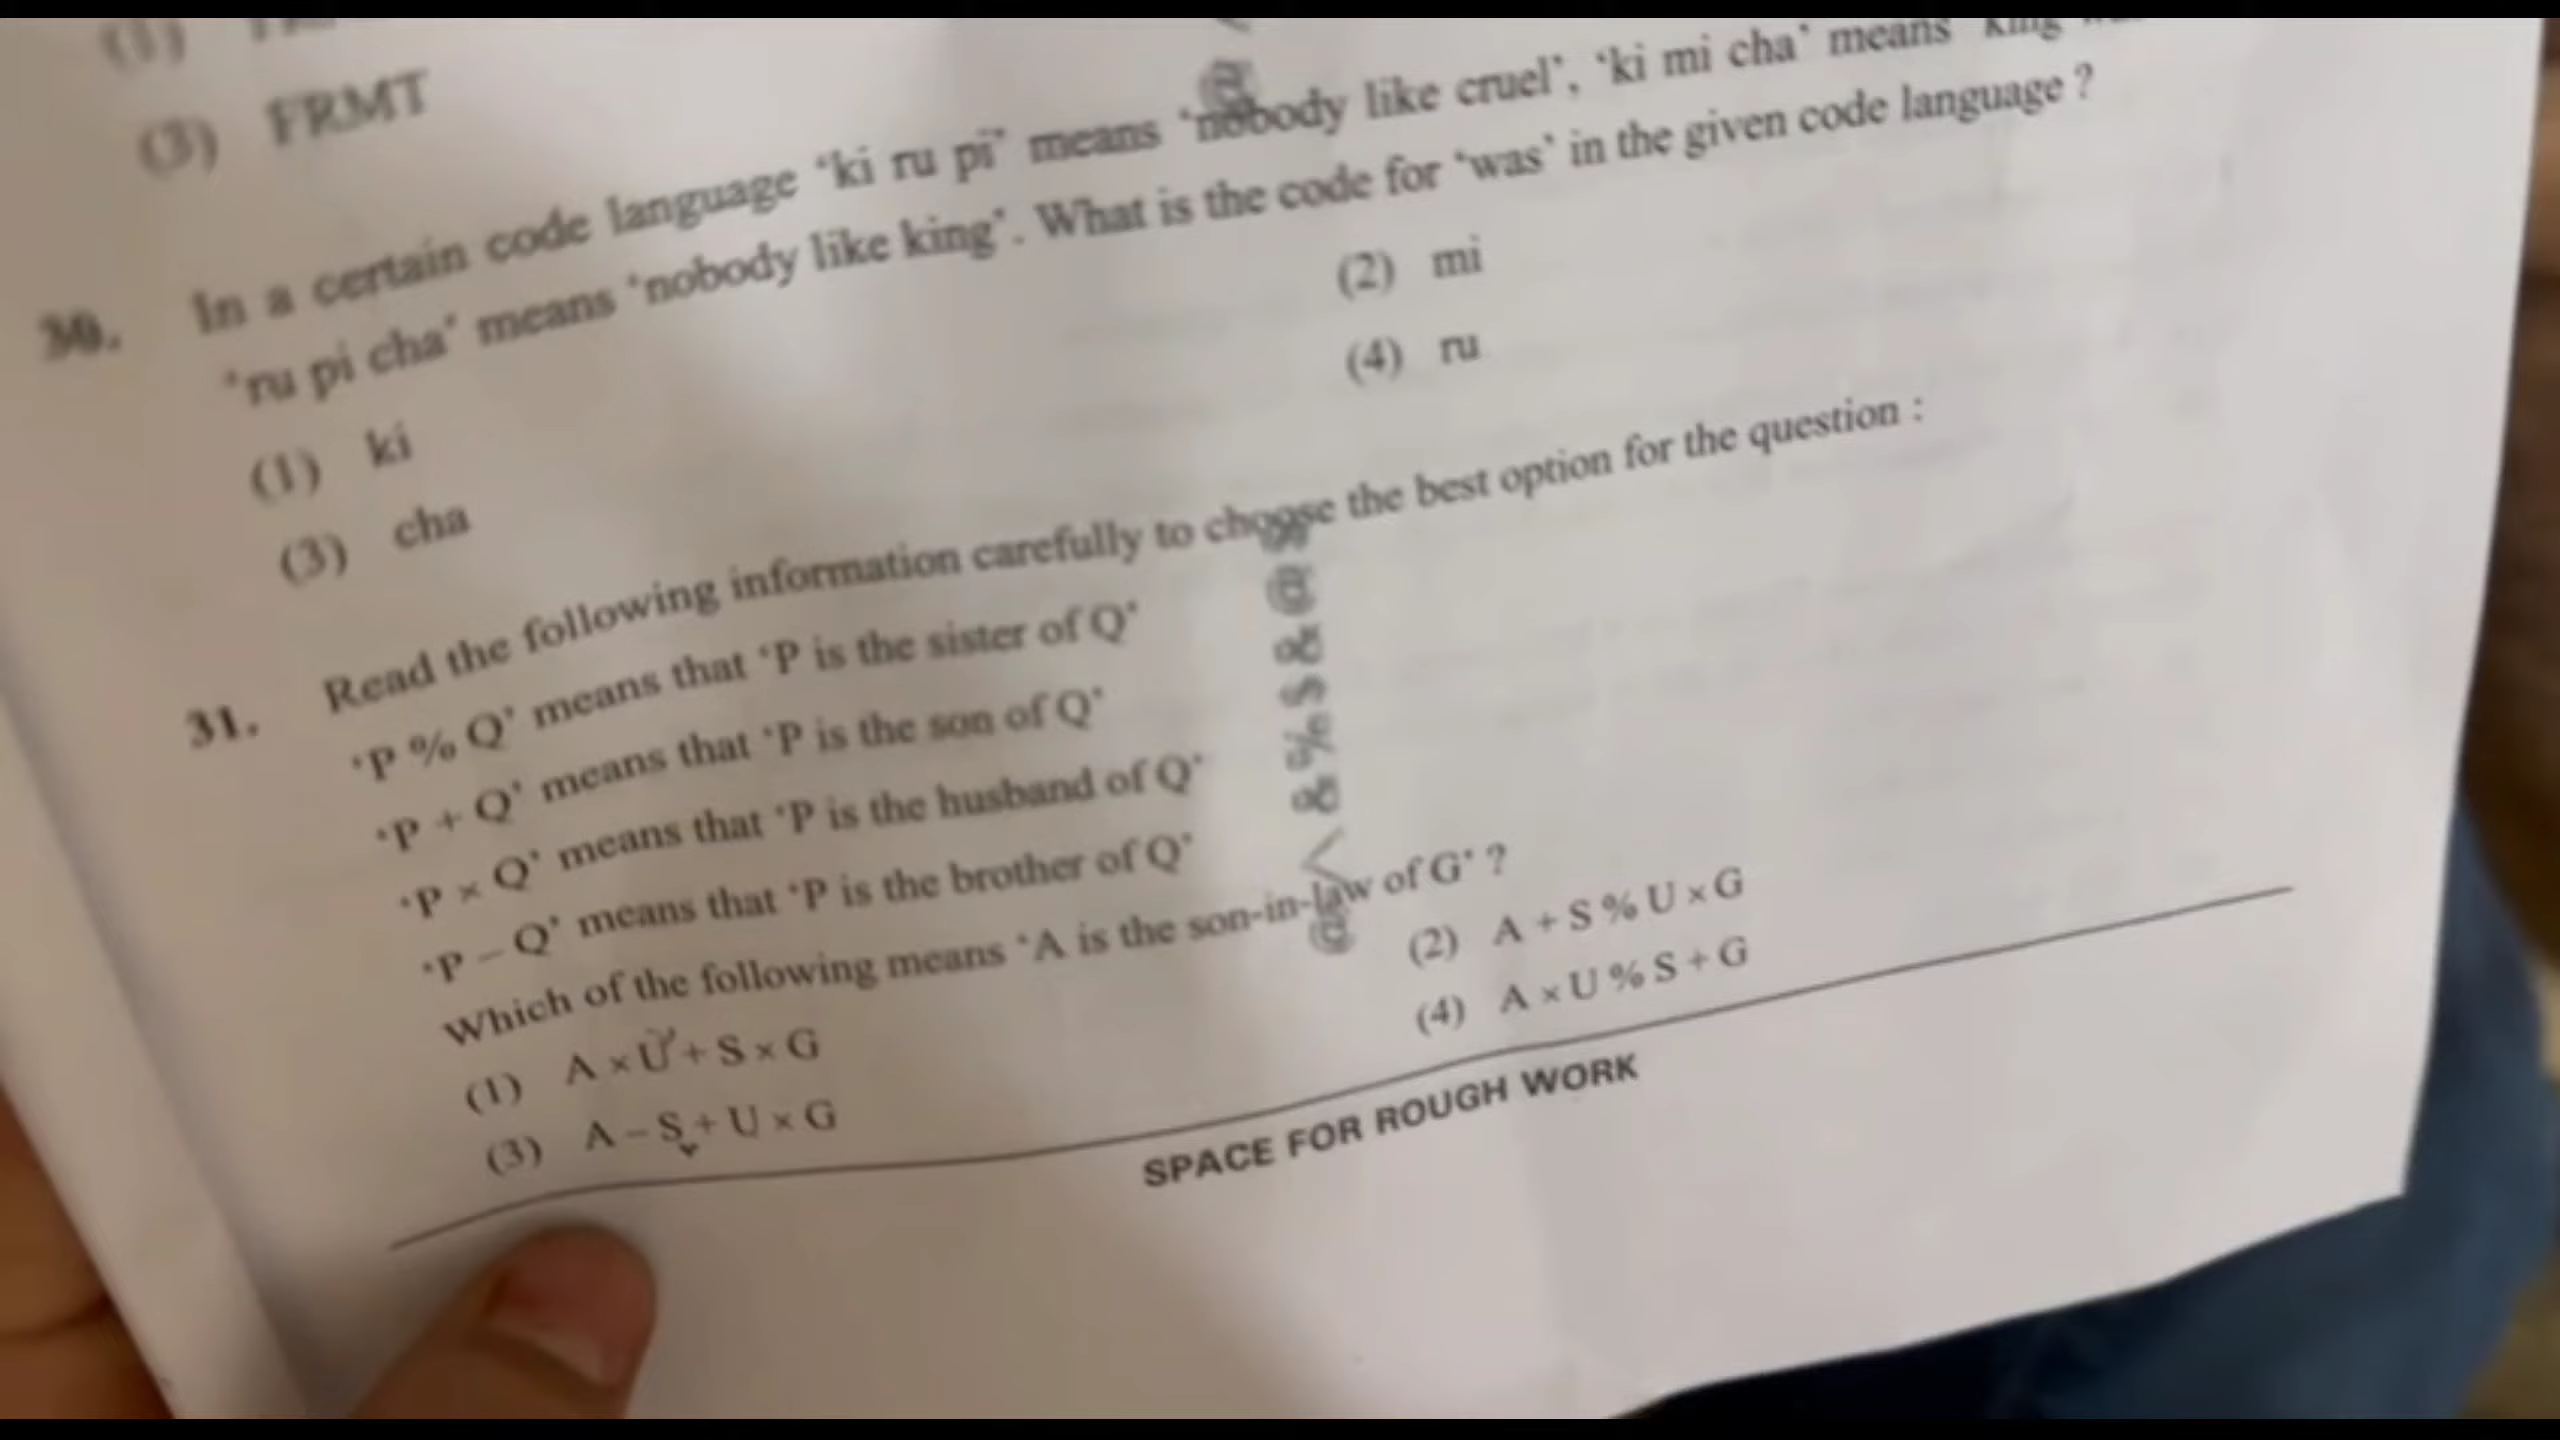 (1)
(3) FRMT
30. In a certain code language 'ki ru pi' means 'nobody like cruel', 'ki mi cha' means 'king
'ru pi cha' means 'nobody like king'. What is the code for 'was' in the given code language ?
(1) ki (2) mi
(3) cha (4) ru
31. Read the following information carefully to choose the best option for the question :
'P % Q' means that 'P is the sister of Q'
'P + Q' means that 'P is the son of Q'
'P × Q' means that 'P is the husband of Q'
'P – Q' means that 'P is the brother of Q'
Which of the following means 'A is the son-in-law of G' ?
(1) A × U + S × G (2) A + S % U × G
(3) A – S + U × G (4) A × U % S + G
SPACE FOR ROUGH WORK
@&$%&<@